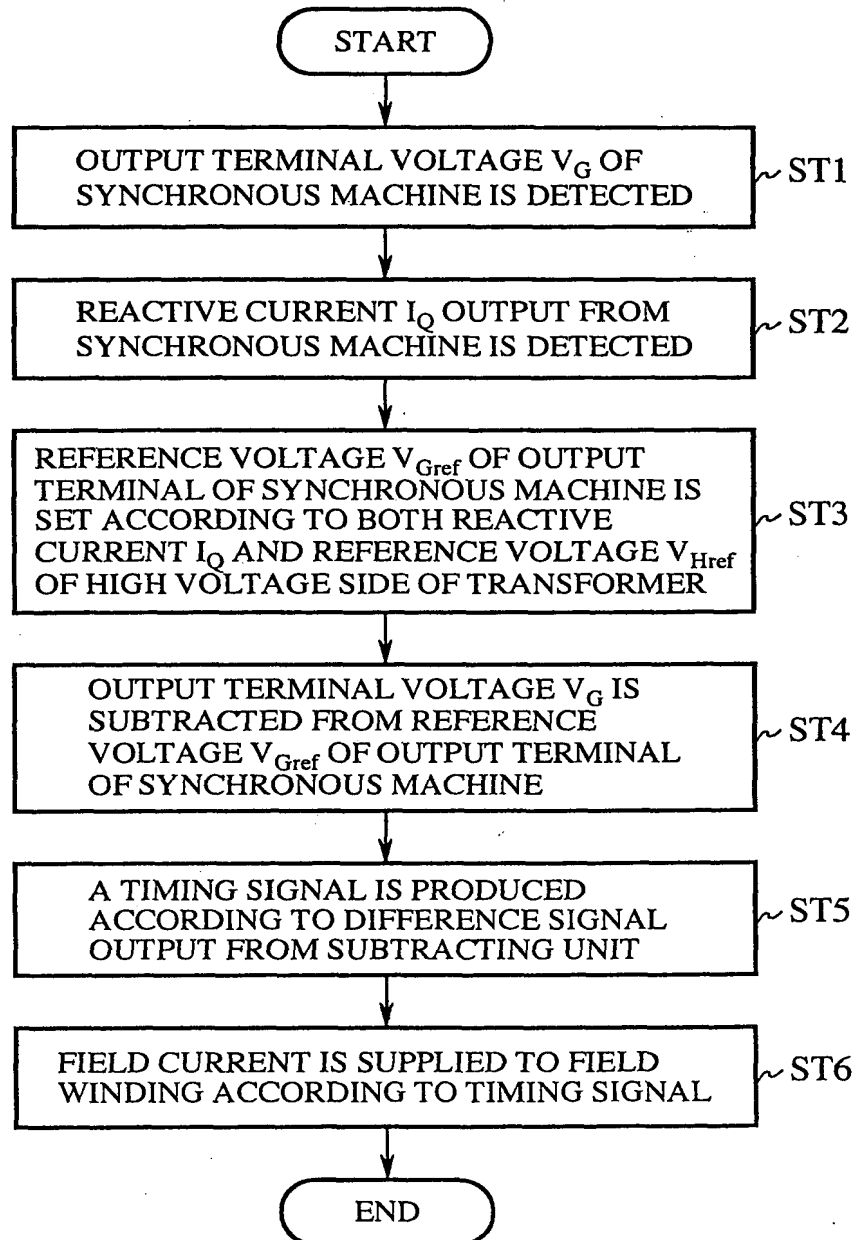 START
OUTPUT TERMINAL VOLTAGE V_G OF
SYNCHRONOUS MACHINE IS DETECTED
ST1
REACTIVE CURRENT I_Q OUTPUT FROM
SYNCHRONOUS MACHINE IS DETECTED
ST2
REFERENCE VOLTAGE V_Gref OF OUTPUT
TERMINAL OF SYNCHRONOUS MACHINE IS
SET ACCORDING TO BOTH REACTIVE
CURRENT I_Q AND REFERENCE VOLTAGE V_Href
OF HIGH VOLTAGE SIDE OF TRANSFORMER
ST3
OUTPUT TERMINAL VOLTAGE V_G IS
SUBTRACTED FROM REFERENCE
VOLTAGE V_Gref OF OUTPUT TERMINAL
OF SYNCHRONOUS MACHINE
ST4
A TIMING SIGNAL IS PRODUCED
ACCORDING TO DIFFERENCE SIGNAL
OUTPUT FROM SUBTRACTING UNIT
ST5
FIELD CURRENT IS SUPPLIED TO FIELD
WINDING ACCORDING TO TIMING SIGNAL
ST6
END